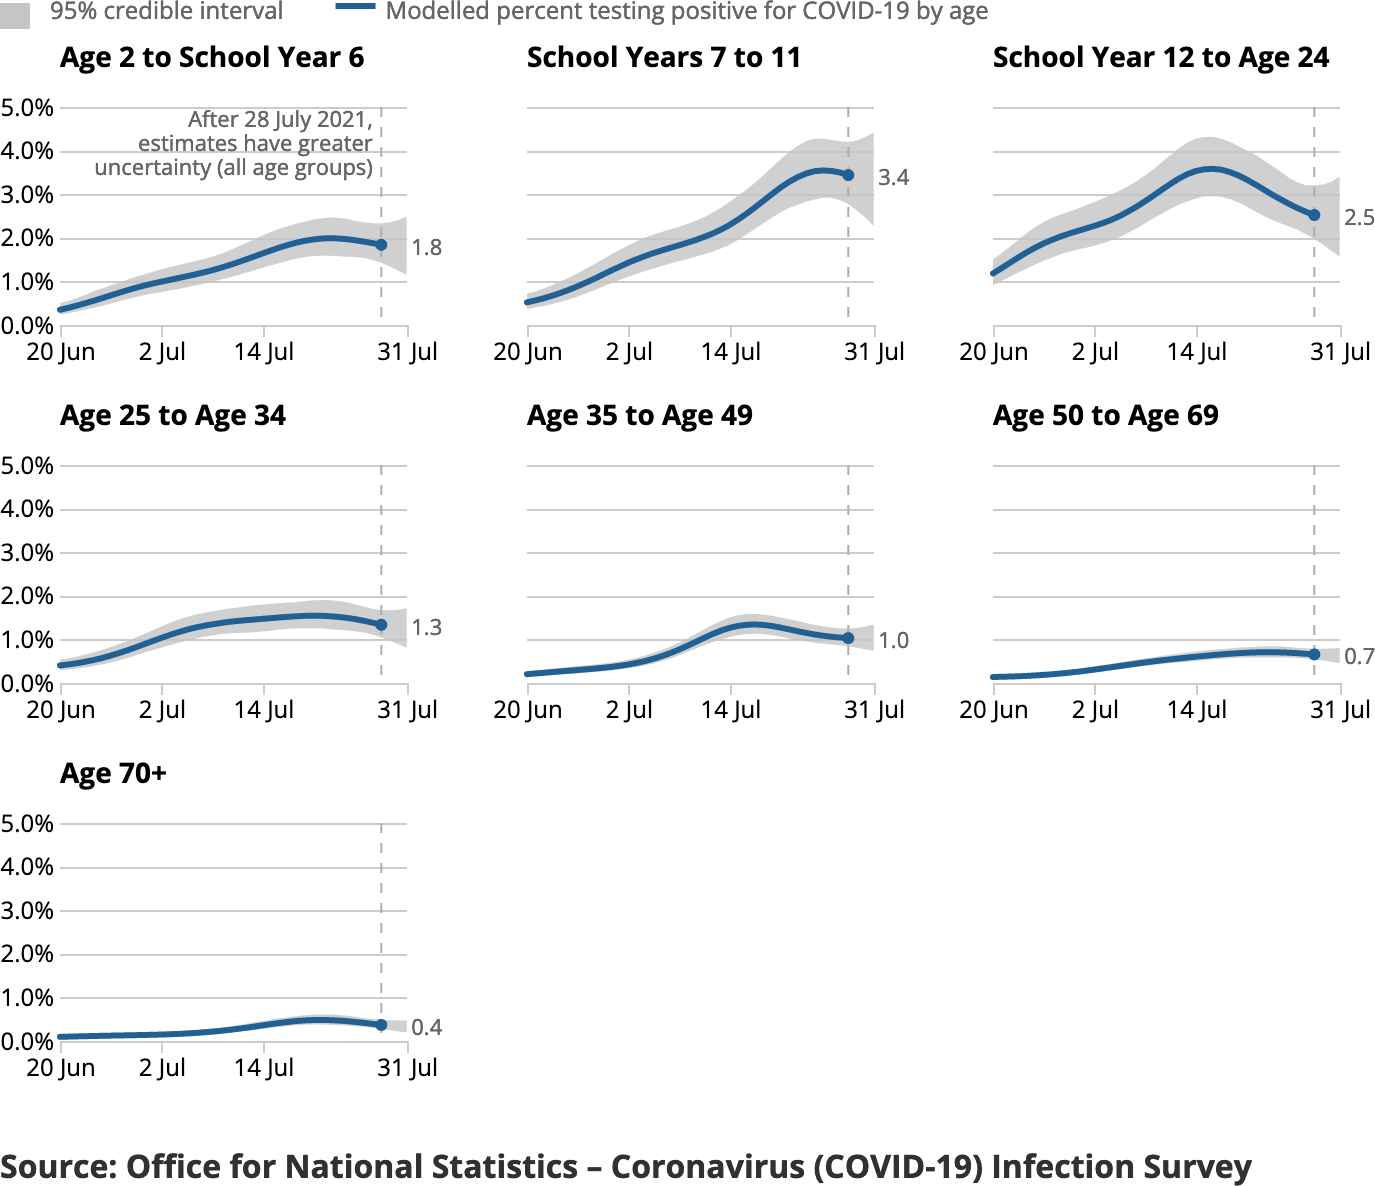 95% credible interval
Modelled percent testing positive for COVID-19 by age
Age 2 to School Year 6
School Years 7 to 11
School Year 12 to Age 24
5.0%
4.0%
3.0%
2.0%
1.0%
0.0%
After 28 July 2021,
estimates have greater
uncertainty (all age groups)
1.8
20 Jun
2 Jul
14 Jul
31 Jul
3.4
20 Jun
2 Jul
14 Jul
31 Jul
2.5
20 Jun
2 Jul
14 Jul
31 Jul
Age 25 to Age 34
Age 35 to Age 49
Age 50 to Age 69
5.0%
4.0%
3.0%
2.0%
1.0%
0.0%
1.3
20 Jun
2 Jul
14 Jul
31 Jul
1.0
20 Jun
2 Jul
14 Jul
31 Jul
0.7
20 Jun
2 Jul
14 Jul
31 Jul
Age 70+
5.0%
4.0%
3.0%
2.0%
1.0%
0.0%
0.4
20 Jun
2 Jul
14 Jul
31 Jul
Source: Office for National Statistics – Coronavirus (COVID-19) Infection Survey